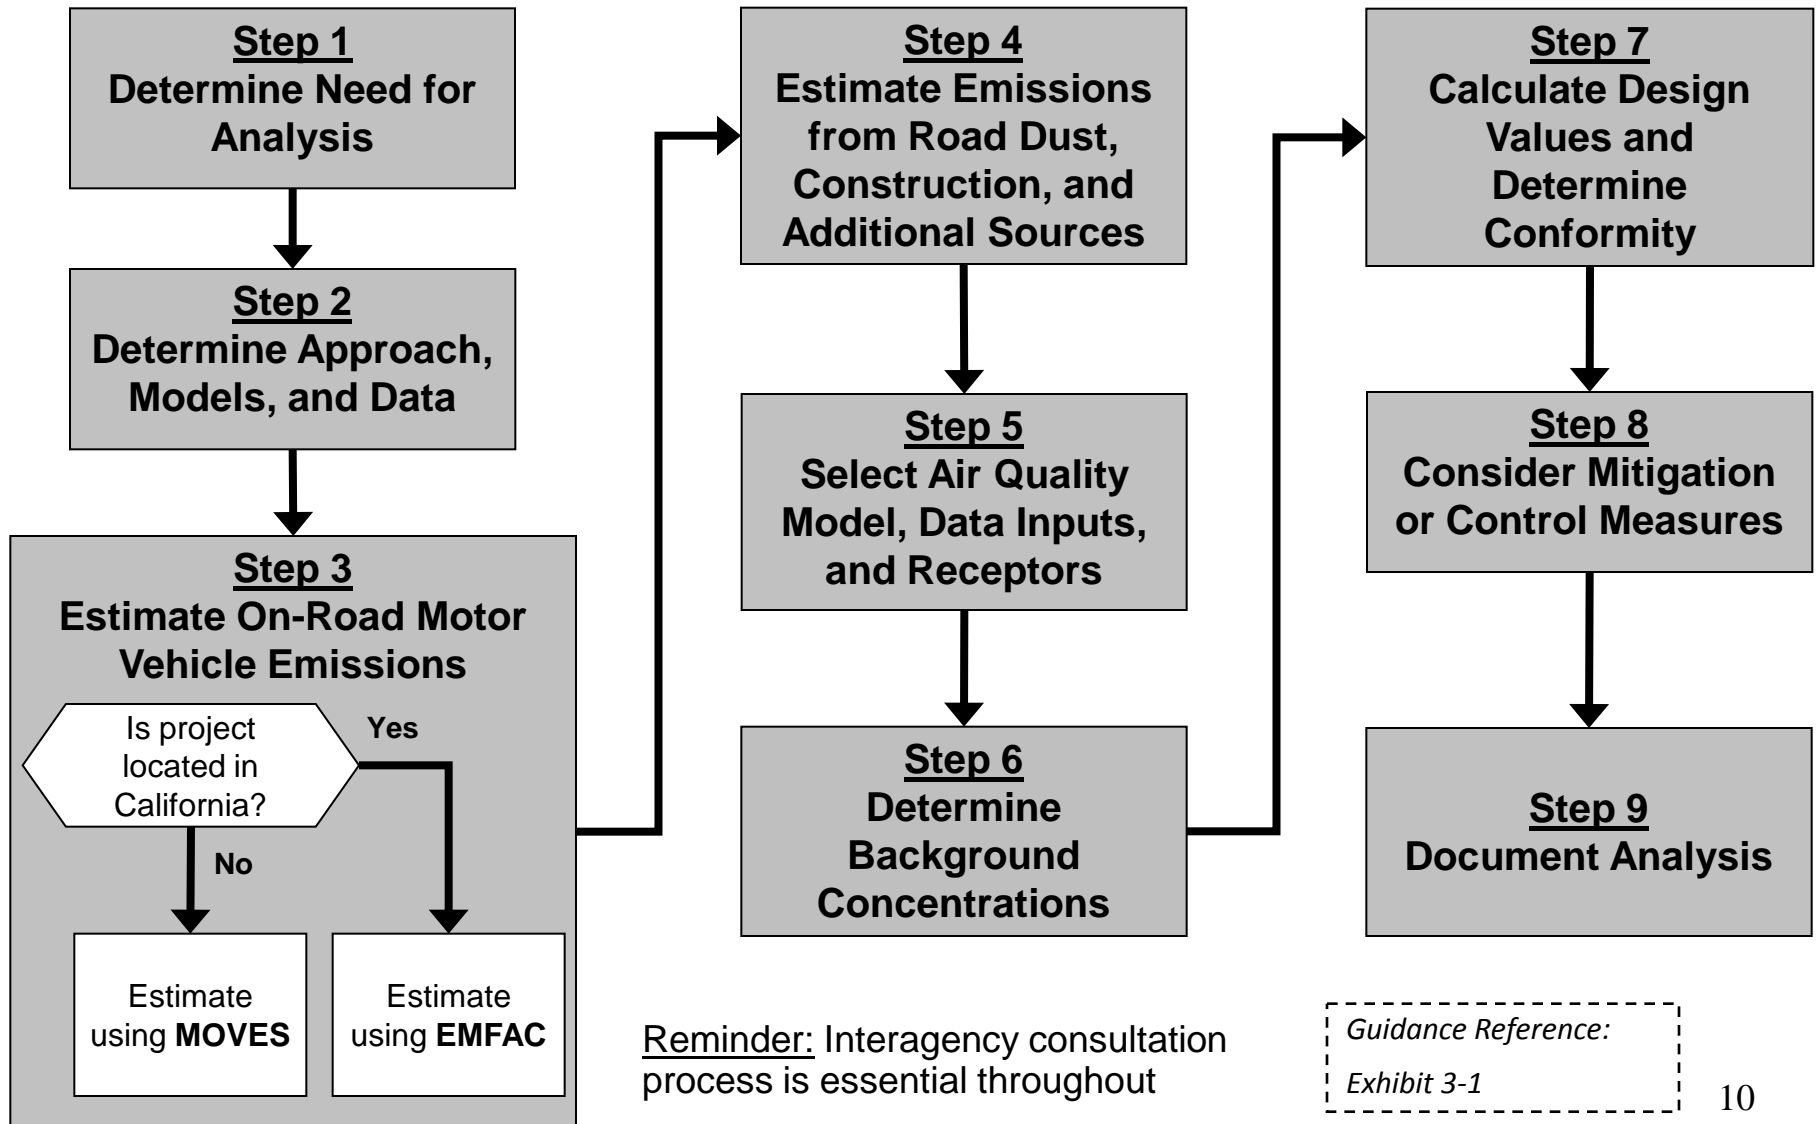 Step 1
Determine Need for
Analysis
Step 2
Determine Approach,
Models, and Data
Step 3
Estimate On-Road Motor
Vehicle Emissions
Is project
located in
California?
Yes
No
Estimate
using MOVES
Estimate
using EMFAC
Step 4
Estimate Emissions
from Road Dust,
Construction, and
Additional Sources
Step 5
Select Air Quality
Model, Data Inputs,
and Receptors
Step 6
Determine
Background
Concentrations
Step 7
Calculate Design
Values and
Determine
Conformity
Step 8
Consider Mitigation
or Control Measures
Step 9
Document Analysis
Reminder: Interagency consultation
process is essential throughout
Guidance Reference:
Exhibit 3-1
10